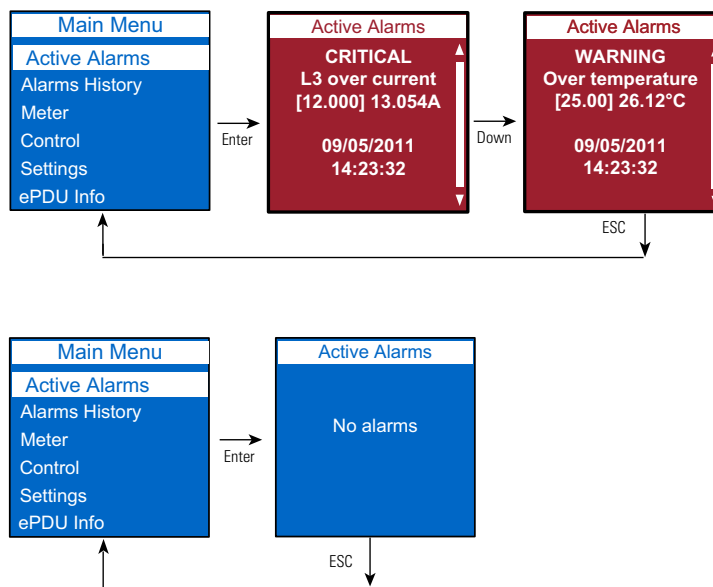 Main Menu
Active Alarms
Alarms History
Meter
Control
Settings
ePDU Info
Enter
Active Alarms
CRITICAL
L3 over current
[12.000] 13.054A
09/05/2011
14:23:32
Down
Active Alarms
WARNING
Over temperature
[25.00] 26.12°C
09/05/2011
14:23:32
ESC
Main Menu
Active Alarms
Alarms History
Meter
Control
Settings
ePDU Info
Enter
Active Alarms
No alarms
ESC